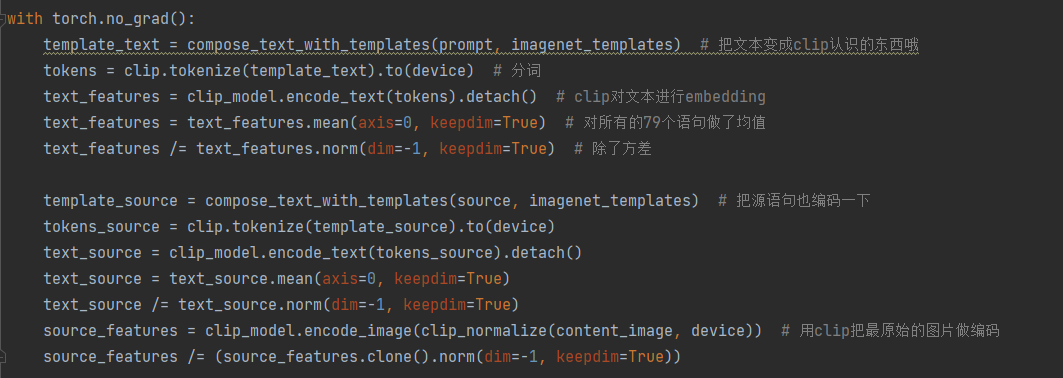 with torch.no_grad():
    template_text = compose_text_with_templates(prompt, imagenet_templates)  # 把文本变成clip认识的东西哦
    tokens = clip.tokenize(template_text).to(device)  # 分词
    text_features = clip_model.encode_text(tokens).detach()  # clip对文本进行embedding
    text_features = text_features.mean(axis=0, keepdim=True)  # 对所有的79个语句做了均值
    text_features /= text_features.norm(dim=-1, keepdim=True)  # 除了方差

    template_source = compose_text_with_templates(source, imagenet_templates)  # 把源语句也编码一下
    tokens_source = clip.tokenize(template_source).to(device)
    text_source = clip_model.encode_text(tokens_source).detach()
    text_source = text_source.mean(axis=0, keepdim=True)
    text_source /= text_source.norm(dim=-1, keepdim=True)
    source_features = clip_model.encode_image(clip_normalize(content_image, device))  # 用clip把最原始的图片做编码
    source_features /= (source_features.clone().norm(dim=-1, keepdim=True))